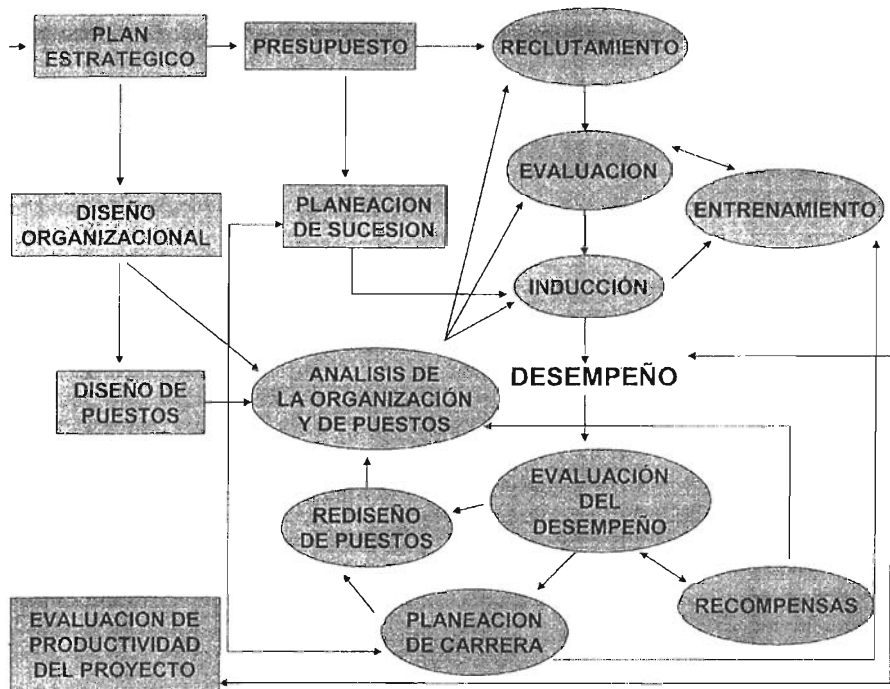 PLAN
ESTRATEGICO
PRESUPUESTO
RECLUTAMIENTO
EVALUACION
ENTRENAMIENTO
DISEÑO
ORGANIZACIONAL
PLANEACION
DE SUCESION
INDUCCIÓN
DISEÑO DE
PUESTOS
ANALISIS DE
LA ORGANIZACIÓN
Y DE PUESTOS
DESEMPEÑO
EVALUACIÓN
DEL
DESEMPEÑO
REDISEÑO
DE PUESTOS
RECOMPENSAS
PLANEACION
DE CARRERA
EVALUACION DE
PRODUCTIVIDAD
DEL PROYECTO